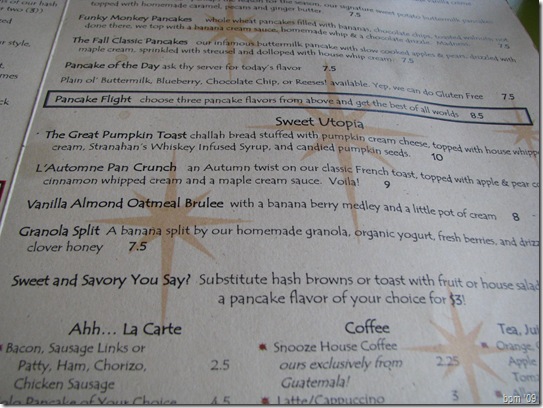 topped with homemade caramel, pecans and ginger butter 7.5
Funky Monkey Pancakes whole wheat pancakes filled with bananas, chocolate chips, toasted
done there, we top with a banana cream sauce, homemade whip & a chocolate drizzle. 7.5
The Fall Classic Pancakes our infamous buttermilk pancake with slow cooked apples & pears, drizzled with
maple cream, sprinkled with streusel and dolloped with house whip cream. 7.5
Pancake of the Day ask thy server for today's flavor 7.5
Plain ol' Buttermilk, Blueberry, Chocolate Chip, or Reeses! available. Yep, we can do Gluten Free 7.5
Pancake Flight choose three pancake flavors from above and get the best of all worlds 8.5
Sweet Utopia
The Great Pumpkin Toast challah bread stuffed with pumpkin cream cheese, topped with house whipp
cream, Stranahan's Whiskey Infused Syrup, and candied pumpkin seeds. 10
L'Automne Pan Crunch an Autumn twist on our classic French toast, topped with apple & pear co
cinnamon whipped cream and a maple cream sauce. Voila! 9
Vanilla Almond Oatmeal Brulee with a banana berry medley and a little pot of cream 8
Granola Split A banana split by our homemade granola, organic yogurt, fresh berries, and drizz
clover honey 7.5
Sweet and Savory You Say? Substitute hash browns or toast with fruit or house salad
a pancake flavor of your choice for $3!
Ahh... La Carte
Bacon, Sausage Links or
Patty, Ham, Chorizo,
Chicken Sausage 2.5
Solo Pancake of Your Choice 4.5
Coffee
Snooze House Coffee
ours exclusively from 2.25
Guatemala!
Latte/Cappuccino 3
Tea, Jui
Orange
Apple
Tom
bpm '09